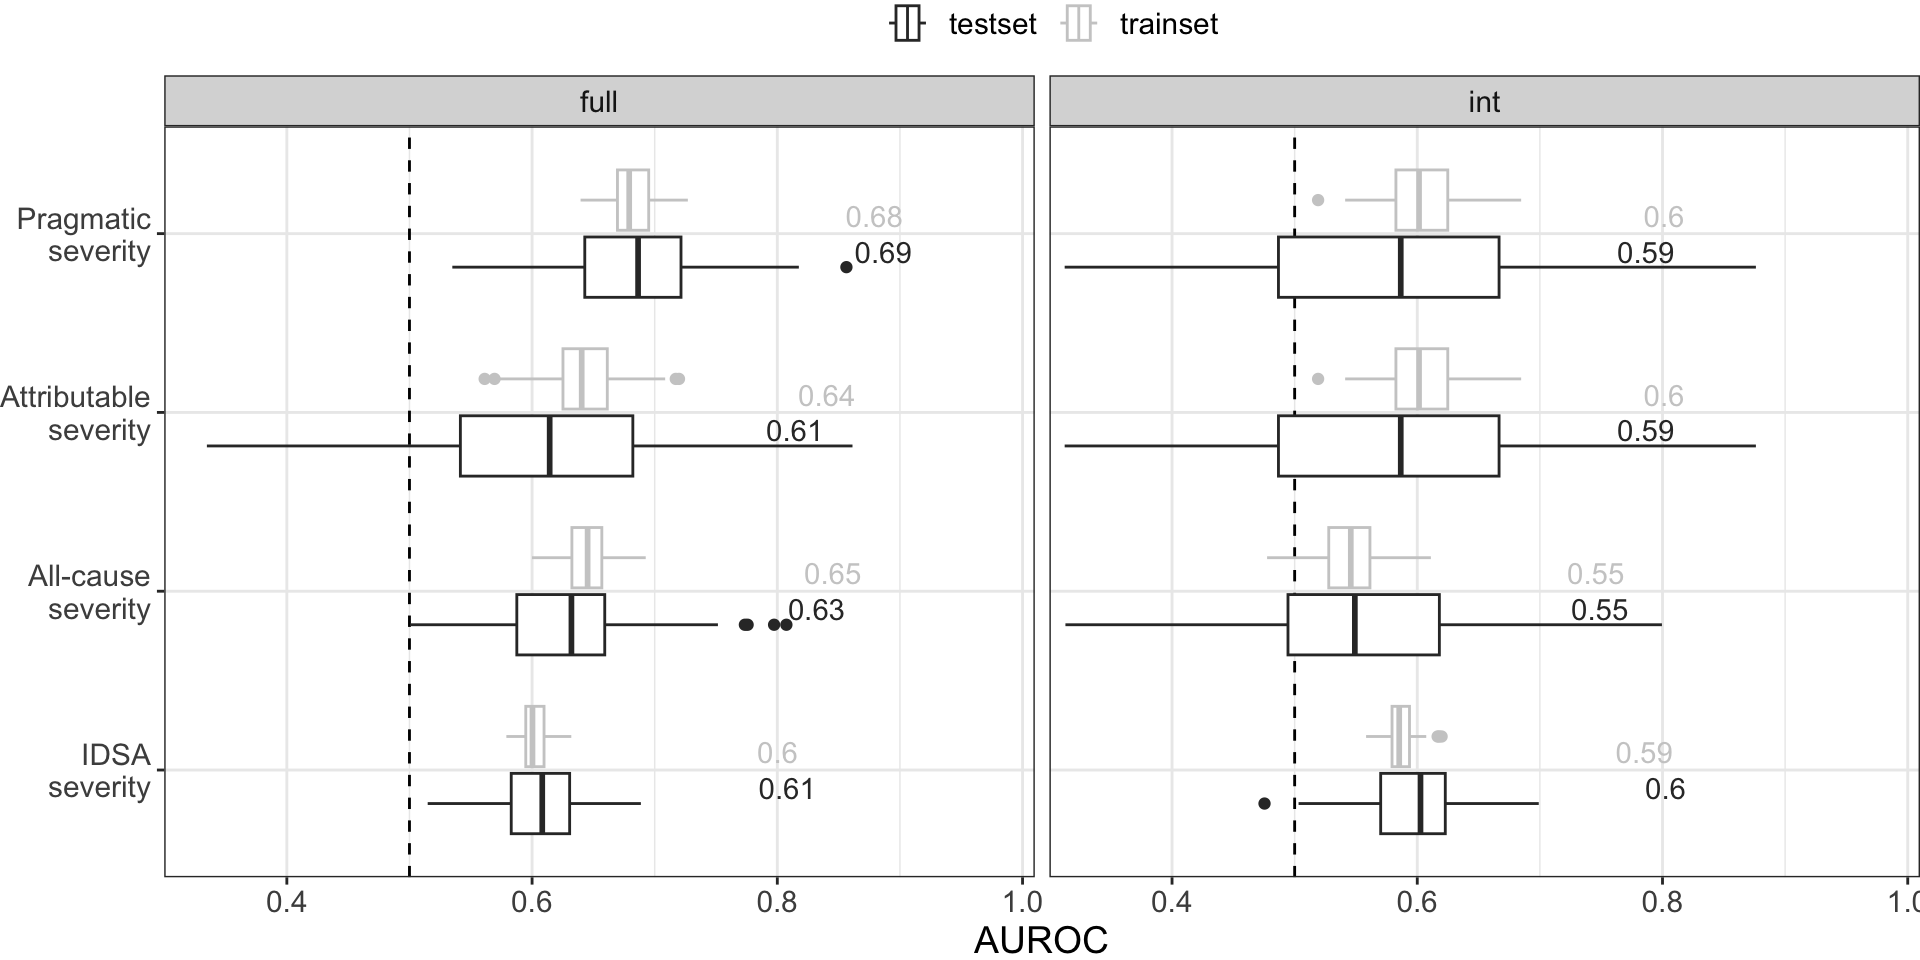 testset trainset
full int
Pragmatic
severity
0.68
0.69
0.6
0.59
Attributable
severity
0.64
0.61
0.6
0.59
All-cause
severity
0.65
0.63
0.55
0.55
IDSA
severity
0.6
0.61
0.59
0.6
0.4 0.6 0.8 1.0 0.4 0.6 0.8 1.0
AUROC